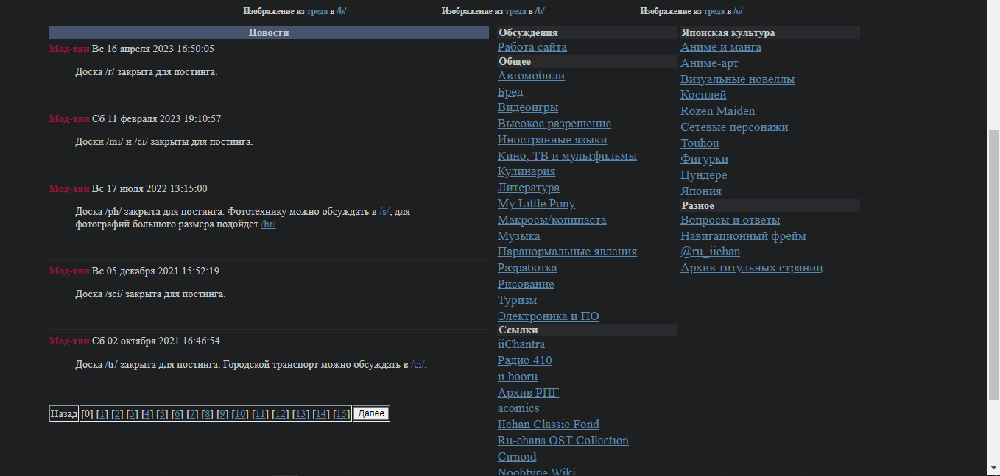 Изображение из треда в /b/
Изображение из треда в /b/
Изображение из треда в /o/
Новости
Мод-тян Вс 16 апреля 2023 16:50:05
Доска /r/ закрыта для постинга.
Мод-тян Сб 11 февраля 2023 19:10:57
Доски /mi/ и /ci/ закрыты для постинга.
Мод-тян Вс 17 июля 2022 13:15:00
Доска /ph/ закрыта для постинга. Фототехнику можно обсуждать в /s/, для
фотографий большого размера подойдёт /hr/.
Мод-тян Вс 05 декабря 2021 15:52:19
Доска /sci/ закрыта для постинга.
Мод-тян Сб 02 октября 2021 16:46:54
Доска /tr/ закрыта для постинга. Городской транспорт можно обсуждать в /ci/.
Назад [0] [1] [2] [3] [4] [5] [6] [7] [8] [9] [10] [11] [12] [13] [14] [15] Далее
Обсуждения
Работа сайта
Общее
Автомобили
Бред
Видеоигры
Высокое разрешение
Иностранные языки
Кино, ТВ и мультфильмы
Кулинария
Литература
My Little Pony
Макросы/копипаста
Музыка
Паранормальные явления
Разработка
Рисование
Туризм
Электроника и ПО
Ссылки
iiChantra
Радио 410
ii.booru
Архив РПГ
acomics
IIchan Classic Fond
Ru-chans OST Collection
Cirnoid
Noobtype Wiki
Японская культура
Аниме и манга
Аниме-арт
Визуальные новеллы
Косплей
Rozen Maiden
Сетевые персонажи
Touhou
Фигурки
Цундере
Япония
Разное
Вопросы и ответы
Навигационный фрейм
@ru_iichan
Архив титульных страниц